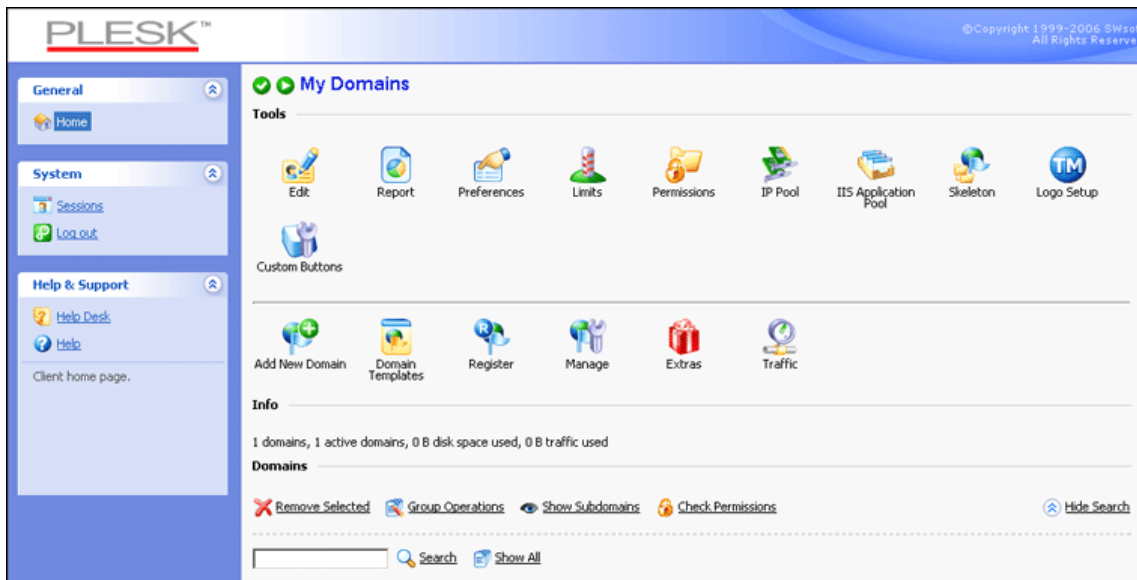 PLESK™
©Copyright 1999-2006 SWsof
All Rights Reserve
General
Home
System
Sessions
Log out
Help & Support
Help Desk
Help
Client home page.
My Domains
Tools
Edit
Report
Preferences
Limits
Permissions
IP Pool
IIS Application
Pool
Skeleton
TM
Logo Setup
Custom Buttons
Add New Domain
Domain
Templates
R
Register
Manage
Extras
Traffic
Info
1 domains, 1 active domains, 0 B disk space used, 0 B traffic used
Domains
Remove Selected
Group Operations
Show Subdomains
Check Permissions
Hide Search
Search
Show All